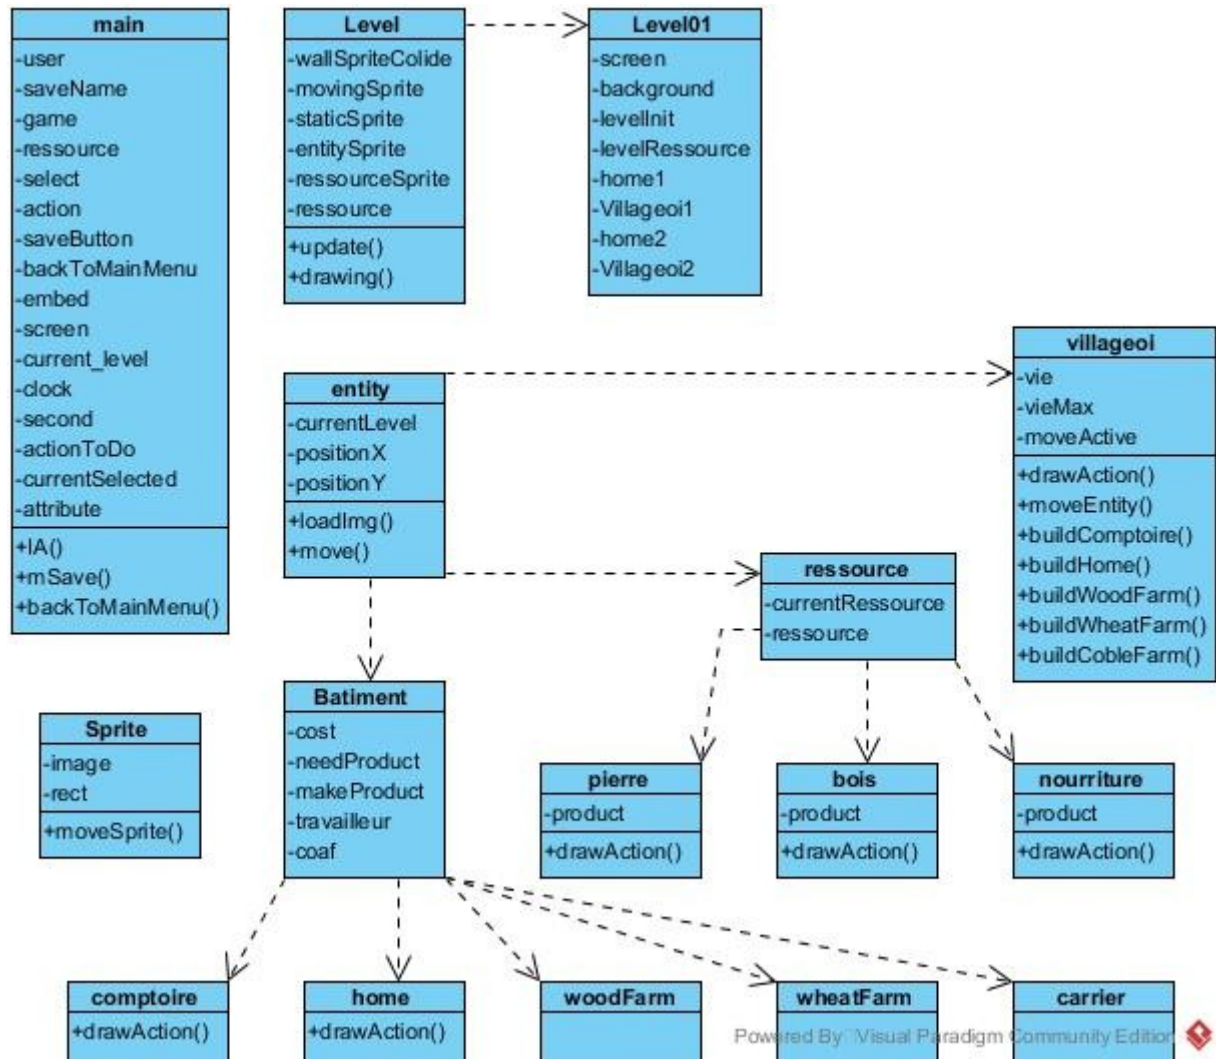 main
-user
-saveName
-game
-ressource
-select
-action
-saveButton
-backToMainMenu
-embed
-screen
-current_level
-clock
-second
-actionToDo
-currentSelected
-attribute
+IA()
+mSave()
+backToMainMenu()
Level
-wallSpriteColide
-movingSprite
-staticSprite
-entitySprite
-ressourceSprite
-ressource
+update()
+drawing()
Level01
-screen
-background
-levelInit
-levelRessource
-home1
-Villageoi1
-home2
-Villageoi2
entity
-currentLevel
-positionX
-positionY
+loadImg()
+move()
villageoi
-vie
-vieMax
-moveActive
+drawAction()
+moveEntity()
+buildComptoire()
+buildHome()
+buildWoodFarm()
+buildWheatFarm()
+buildCobleFarm()
ressource
-currentRessource
-ressource
Sprite
-image
-rect
+moveSprite()
Batiment
-cost
-needProduct
-makeProduct
-travailleur
-coaf
pierre
-product
+drawAction()
bois
-product
+drawAction()
nourriture
-product
+drawAction()
comptoire
+drawAction()
home
+drawAction()
woodFarm
wheatFarm
carrier
Powered By Visual Paradigm Community Edition